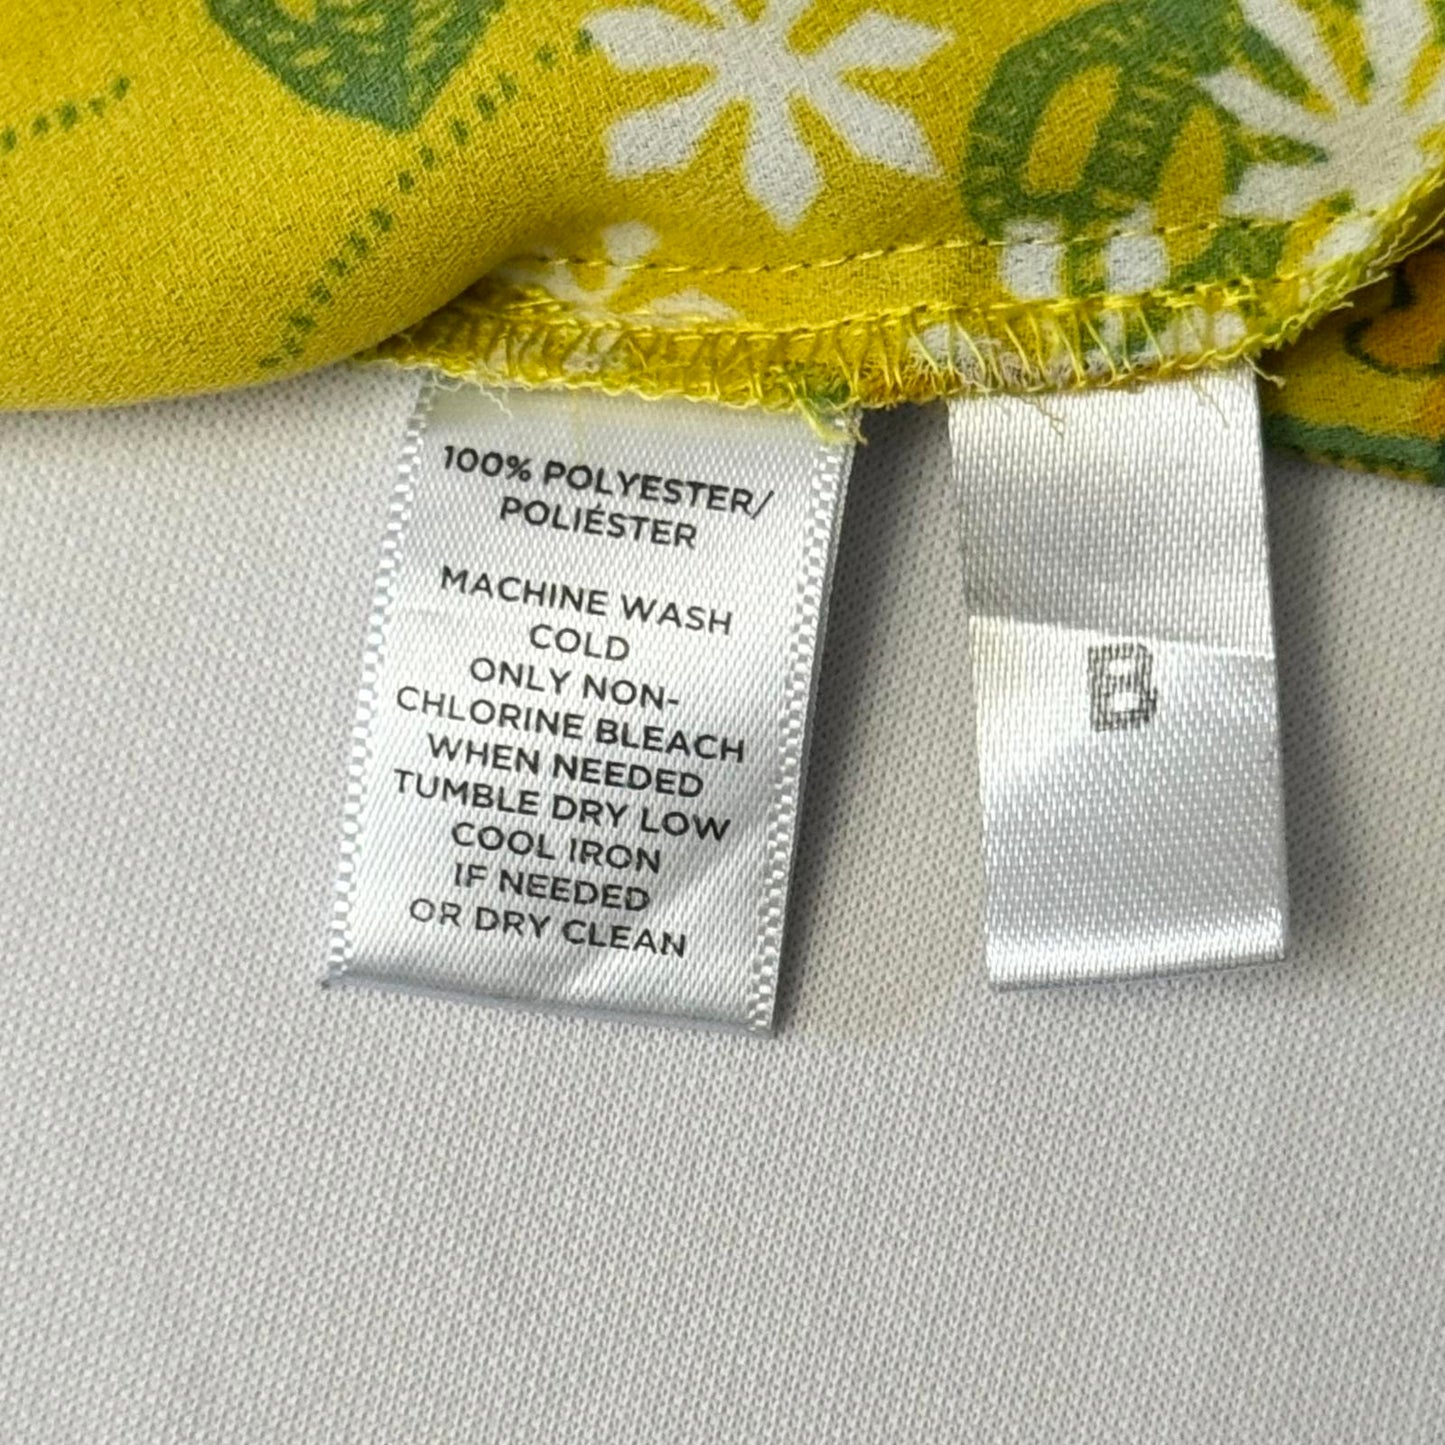 100% POLYESTER/
POLIÉSTER
MACHINE WASH
COLD
ONLY NON-
CHLORINE BLEACH
WHEN NEEDED
TUMBLE DRY LOW
COOL IRON
IF NEEDED
OR DRY CLEAN
B